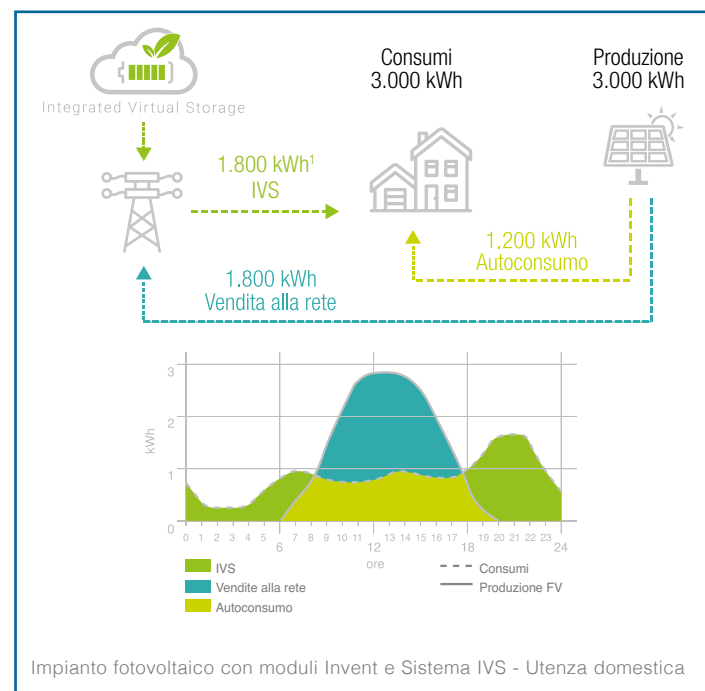 Integrated Virtual Storage
Consumi
3.000 kWh
Produzione
3.000 kWh
1.800 kWh¹
IVS
1.200 kWh
Autoconsumo
1.800 kWh
Vendita alla rete
3
2
1
0
kWh
0 1 2 3 4 5 6 7 8 9 10 11 12 13 14 15 16 17 18 19 20 21 22 23 24
ore
IVS
Vendite alla rete
Autoconsumo
Consumi
Produzione FV
Impianto fotovoltaico con moduli Invent e Sistema IVS - Utenza domestica